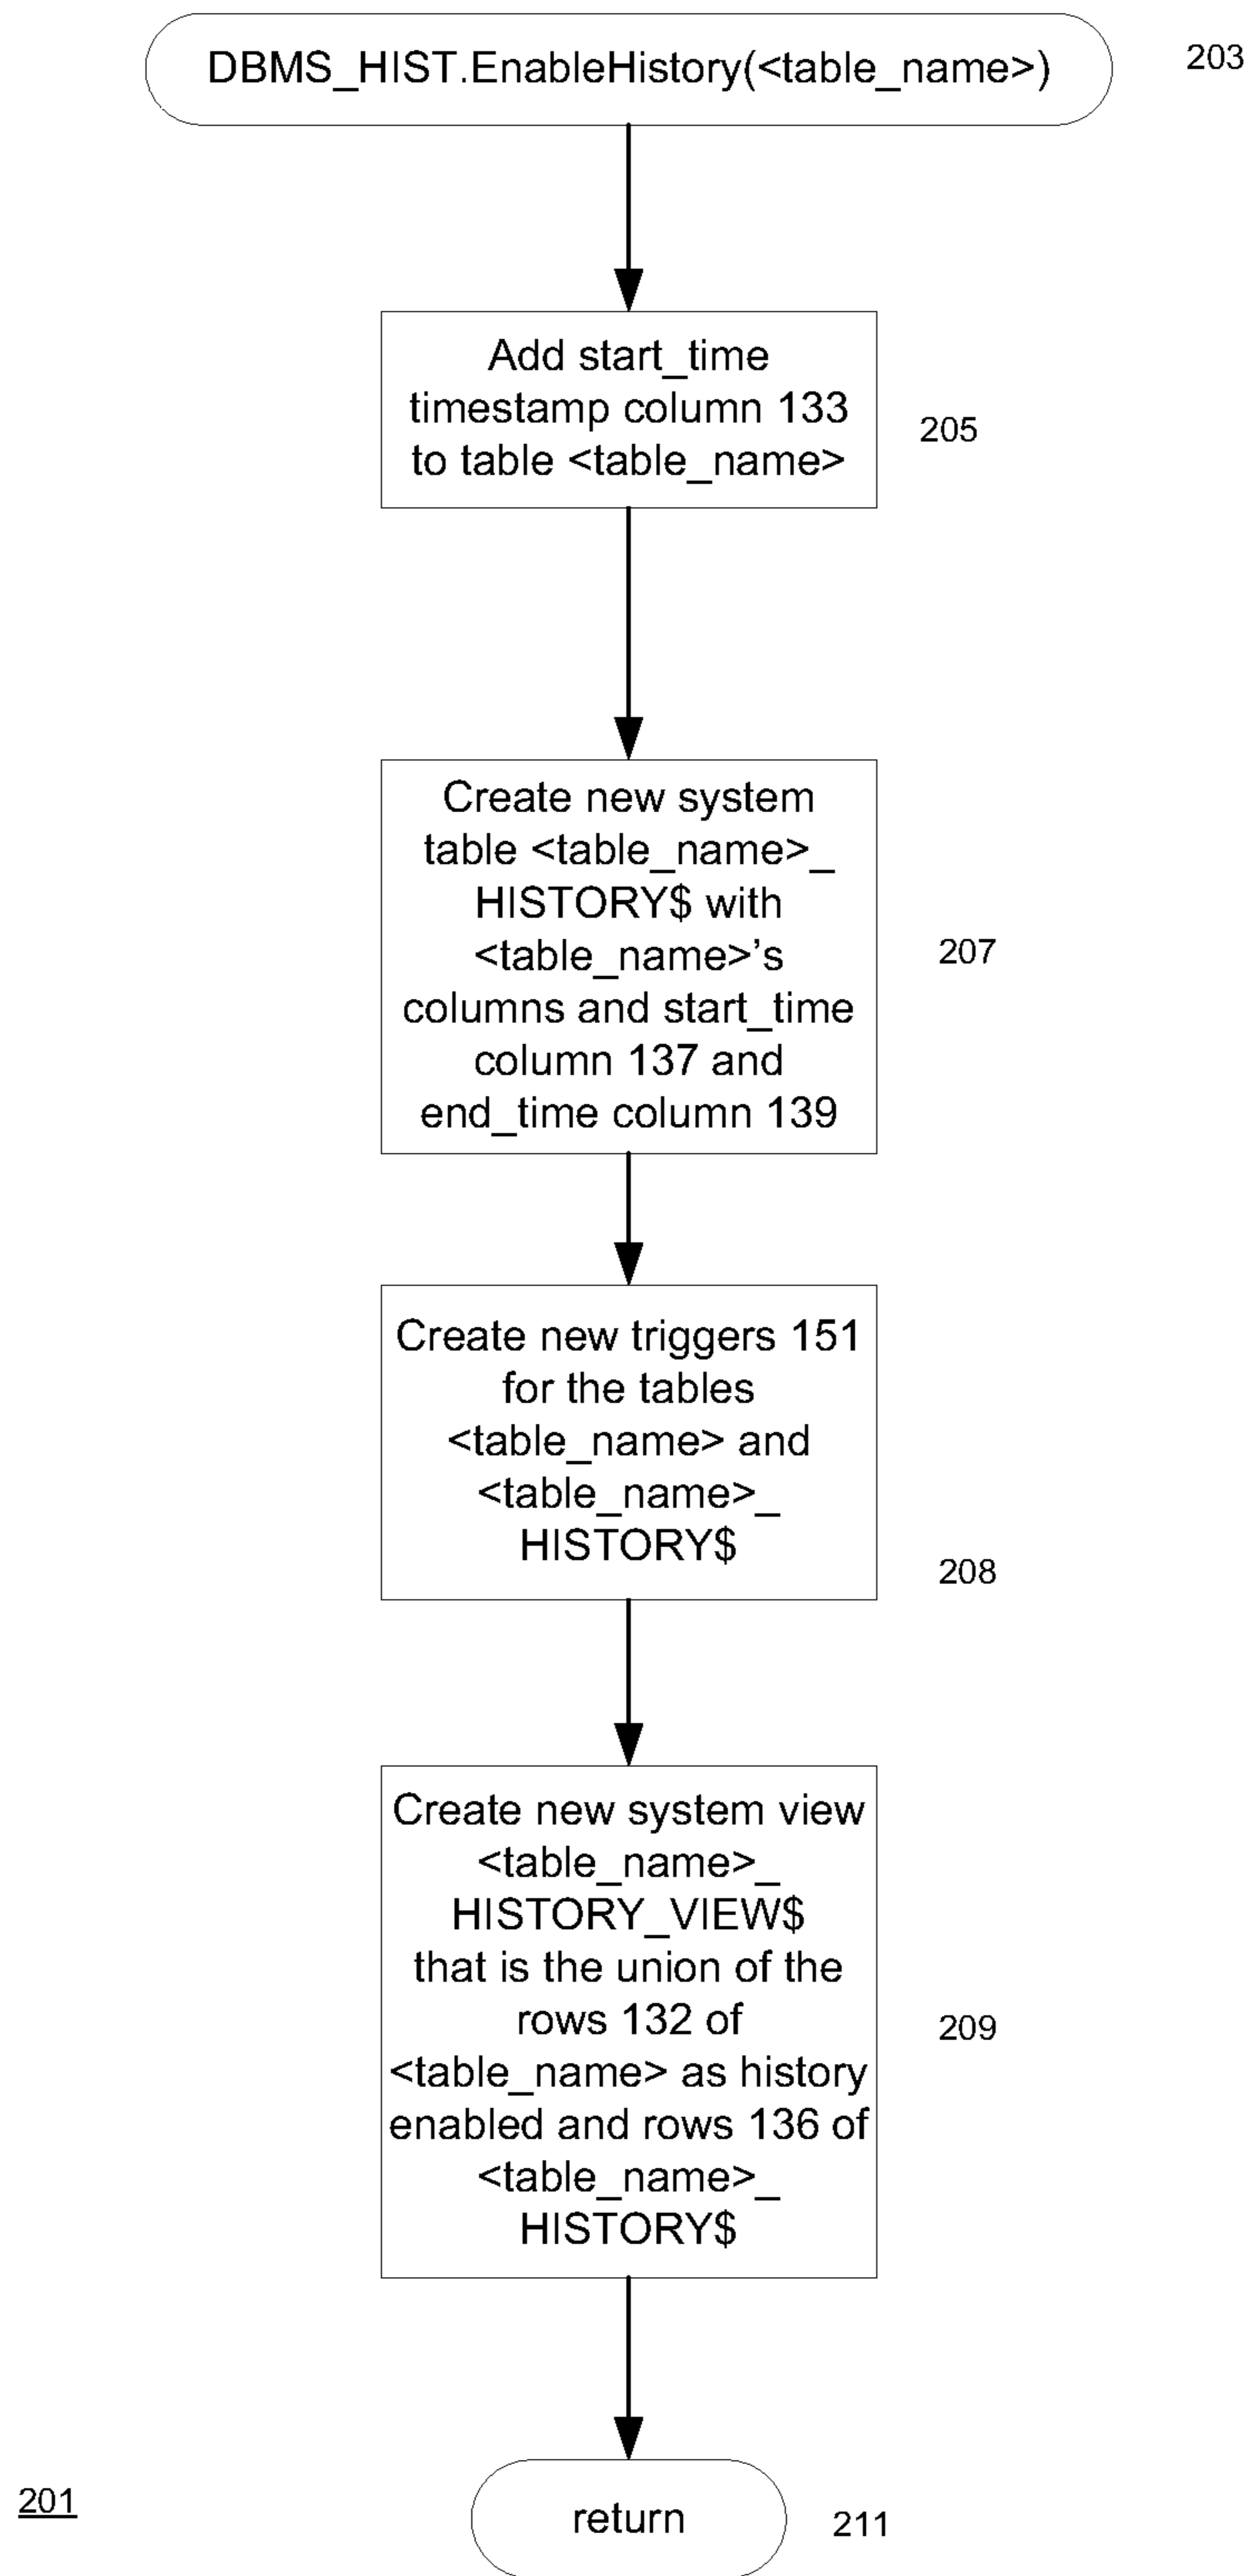 DBMS_HIST.EnableHistory(<table_name>)
203
Add start_time
timestamp column 133
to table <table_name>
205
Create new system
table <table_name>_
HISTORY$ with
<table_name>’s
columns and start_time
column 137 and
end_time column 139
207
Create new triggers 151
for the tables
<table_name> and
<table_name>_
HISTORY$
208
Create new system view
<table_name>_
HISTORY_VIEW$
that is the union of the
rows 132 of
<table_name> as history
enabled and rows 136 of
<table_name>_
HISTORY$
209
201
return
211